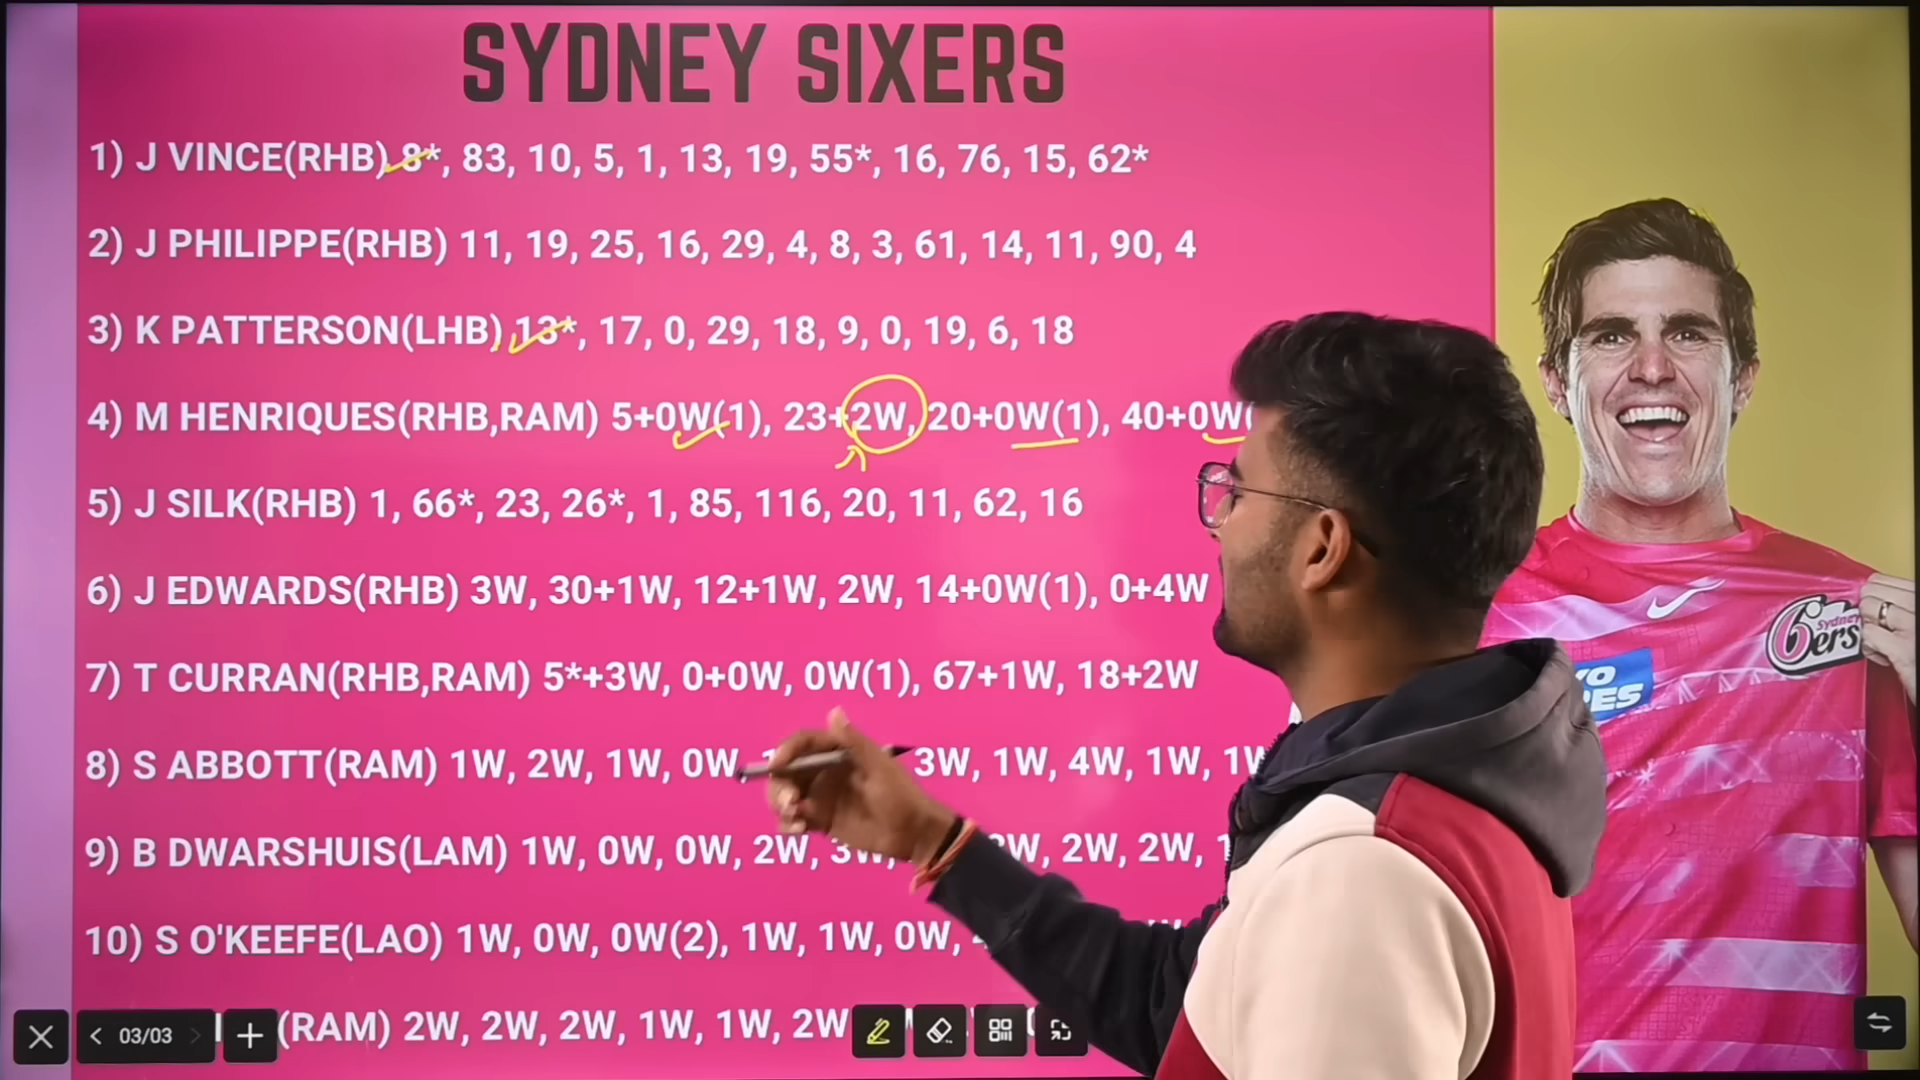 SYDNEY SIXERS
1) J VINCE(RHB) 8*, 83, 10, 5, 1, 13, 19, 55*, 16, 76, 15, 62*
2) J PHILIPPE(RHB) 11, 19, 25, 16, 29, 4, 8, 3, 61, 14, 11, 90, 4
3) K PATTERSON(LHB) 13*, 17, 0, 29, 18, 9, 0, 19, 6, 18
4) M HENRIQUES(RHB,RAM) 5+0W(1), 23+2W, 20+0W(1), 40+0W(
5) J SILK(RHB) 1, 66*, 23, 26*, 1, 85, 116, 20, 11, 62, 16
6) J EDWARDS(RHB) 3W, 30+1W, 12+1W, 2W, 14+0W(1), 0+4W
7) T CURRAN(RHB,RAM) 5*+3W, 0+0W, 0W(1), 67+1W, 18+2W
8) S ABBOTT(RAM) 1W, 2W, 1W, 0W, 3W, 1W, 4W, 1W, 1W
9) B DWARSHUIS(LAM) 1W, 0W, 0W, 2W, 3W, 2W, 2W,
10) S O'KEEFE(LAO) 1W, 0W, 0W(2), 1W, 1W, 0W,
(RAM) 2W, 2W, 2W, 1W, 1W, 2W
03/03
Sydney
6ers